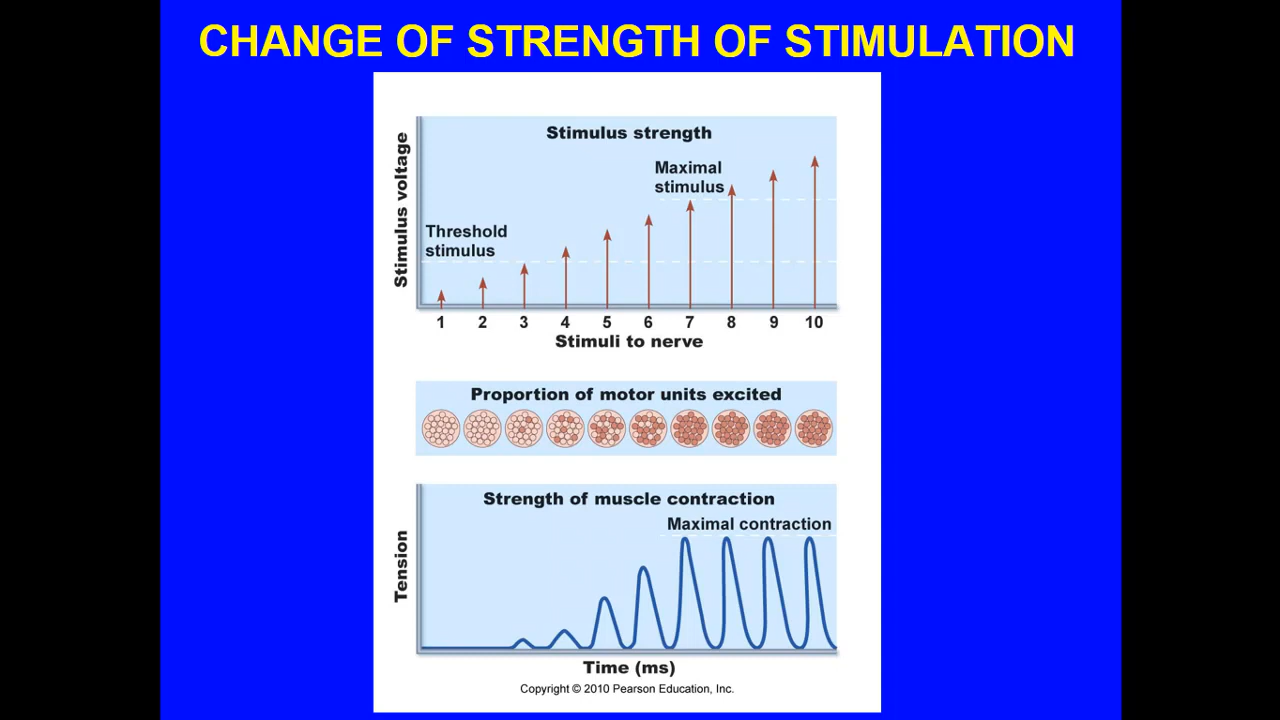 CHANGE OF STRENGTH OF STIMULATION
Stimulus strength
Stimulus voltage
Maximal
stimulus
Threshold
stimulus
1 2 3 4 5 6 7 8 9 10
Stimuli to nerve
Proportion of motor units excited
Strength of muscle contraction
Maximal contraction
Tension
Time (ms)
Copyright © 2010 Pearson Education, Inc.